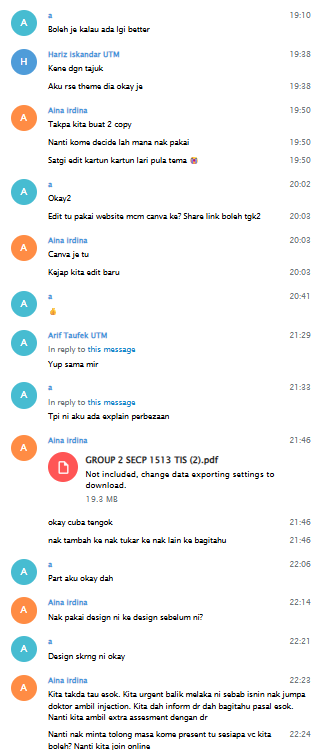 A
a
19:10
Boleh je kalau ada lgi better
H
Hariz iskandar UTM
19:38
Kene dgn tajuk
Aku rse theme dia okay je
19:38
A
Aina irdina
19:50
Takpa kita buat 2 copy
Nanti kome decide lah mana nak pakai
19:50
Satgi edit kartun kartun lari pula tema
19:50
A
a
20:02
Okay2
Edit tu pakai website mcm canva ke? Share link boleh tgk2
20:03
A
Aina irdina
20:03
Canva je tu
Kejap kita edit baru
20:03
A
a
20:41
👍
A
Arif Taufek UTM
21:29
In reply to this message
Yup sama mir
A
a
21:33
In reply to this message
Tpi ni aku ada explain perbezaan
A
Aina irdina
21:46
GROUP 2 SECP 1513 TIS (2).pdf
Not included, change data exporting settings to
download.
19.3 MB
okay cuba tengok
21:46
nak tambah ke nak tukar ke nak lain ke bagitahu
21:46
A
a
22:06
Part aku okay dah
A
Aina irdina
22:14
Nak pakai design ni ke design sebelum ni?
A
a
22:21
Design skrng ni okay
A
Aina irdina
22:23
Kita takda tau esok. Kita urgent balik melaka ni sebab isnin nak jumpa
doktor ambil injection. Kita dah inform dr dah bagitahu pasal esok.
Nanti kita ambil extra assesment dengan dr
Nanti nak minta tolong masa kome present tu sesiapa vc kita
22:24
boleh? Nanti kita join online